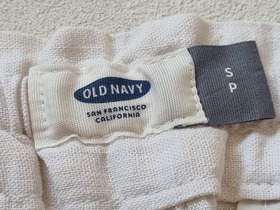 OLD NAVY
SAN FRANCISCO
CALIFORNIA
S
P